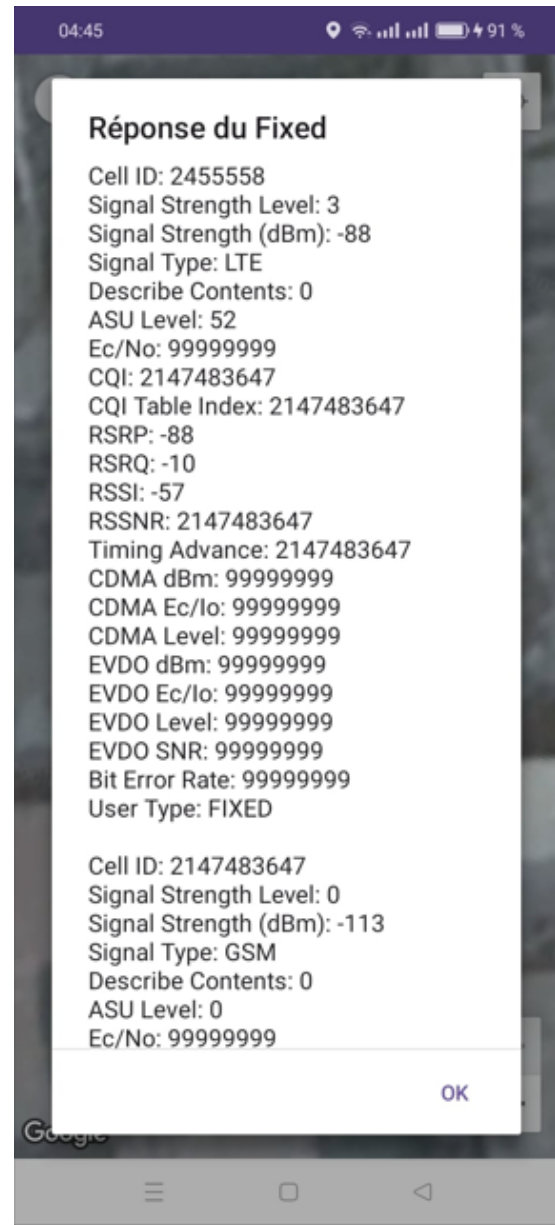 04:45
91 %
Réponse du Fixed
Cell ID: 2455558
Signal Strength Level: 3
Signal Strength (dBm): -88
Signal Type: LTE
Describe Contents: 0
ASU Level: 52
Ec/No: 99999999
CQI: 2147483647
CQI Table Index: 2147483647
RSRP: -88
RSRQ: -10
RSSI: -57
RSSNR: 2147483647
Timing Advance: 2147483647
CDMA dBm: 99999999
CDMA Ec/Io: 99999999
CDMA Level: 99999999
EVDO dBm: 99999999
EVDO Ec/Io: 99999999
EVDO Level: 99999999
EVDO SNR: 99999999
Bit Error Rate: 99999999
User Type: FIXED
Cell ID: 2147483647
Signal Strength Level: 0
Signal Strength (dBm): -113
Signal Type: GSM
Describe Contents: 0
ASU Level: 0
Ec/No: 99999999
OK
Google